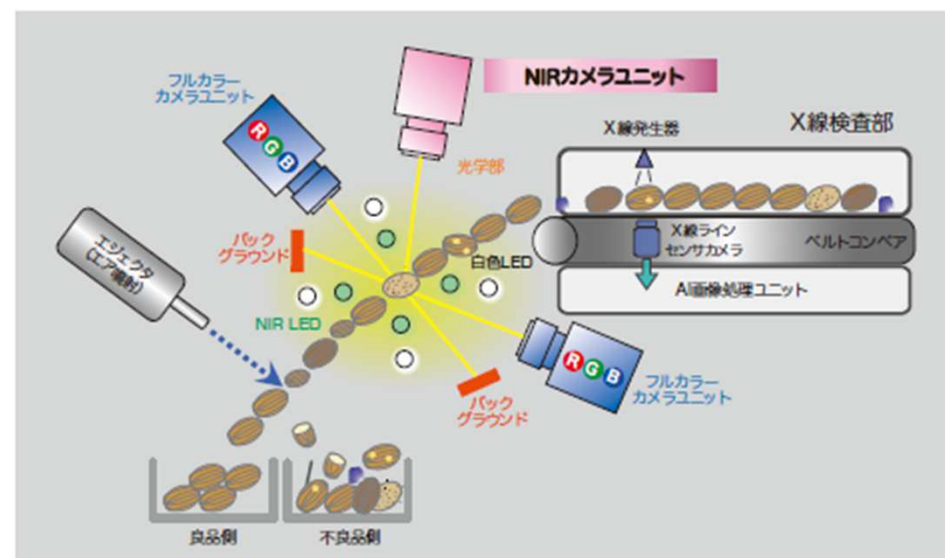 NIRカメラユニット
フルカラー
カメラユニット
RGB
X線発生器
X線検査部
光学部
バック
グラウンド
エジェクタ
(エア噴射)
白色LED
X線ライン
センサカメラ
ベルトコンベア
AI画像処理ユニット
NIR LED
RGB
フルカラー
カメラユニット
バック
グラウンド
良品側
不良品側